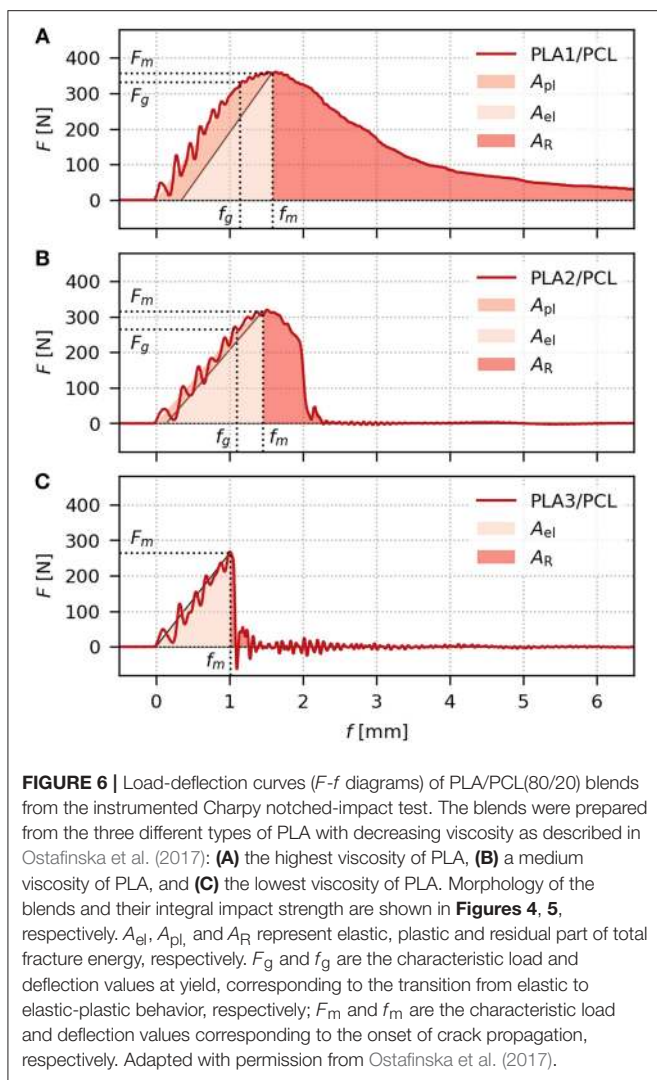 A
400
300
200
100
0
F [N]
F_m
F_g
f_g
f_m
PLA1/PCL
A_pl
A_el
A_R
B
400
300
200
100
0
F [N]
F_m
F_g
f_g
f_m
PLA2/PCL
A_pl
A_el
A_R
C
400
300
200
100
0
F [N]
F_m
f_m
PLA3/PCL
A_el
A_R
0 1 2 3 4 5 6
f [mm]
FIGURE 6 | Load-deflection curves (F-f diagrams) of PLA/PCL(80/20) blends
from the instrumented Charpy notched-impact test. The blends were prepared
from the three different types of PLA with decreasing viscosity as described in
Ostafinska et al. (2017): (A) the highest viscosity of PLA, (B) a medium
viscosity of PLA, and (C) the lowest viscosity of PLA. Morphology of the
blends and their integral impact strength are shown in Figures 4, 5,
respectively. A_el, A_pl, and A_R represent elastic, plastic and residual part of total
fracture energy, respectively. F_g and f_g are the characteristic load and
deflection values at yield, corresponding to the transition from elastic to
elastic-plastic behavior, respectively; F_m and f_m are the characteristic load
and deflection values corresponding to the onset of crack propagation,
respectively. Adapted with permission from Ostafinska et al. (2017).